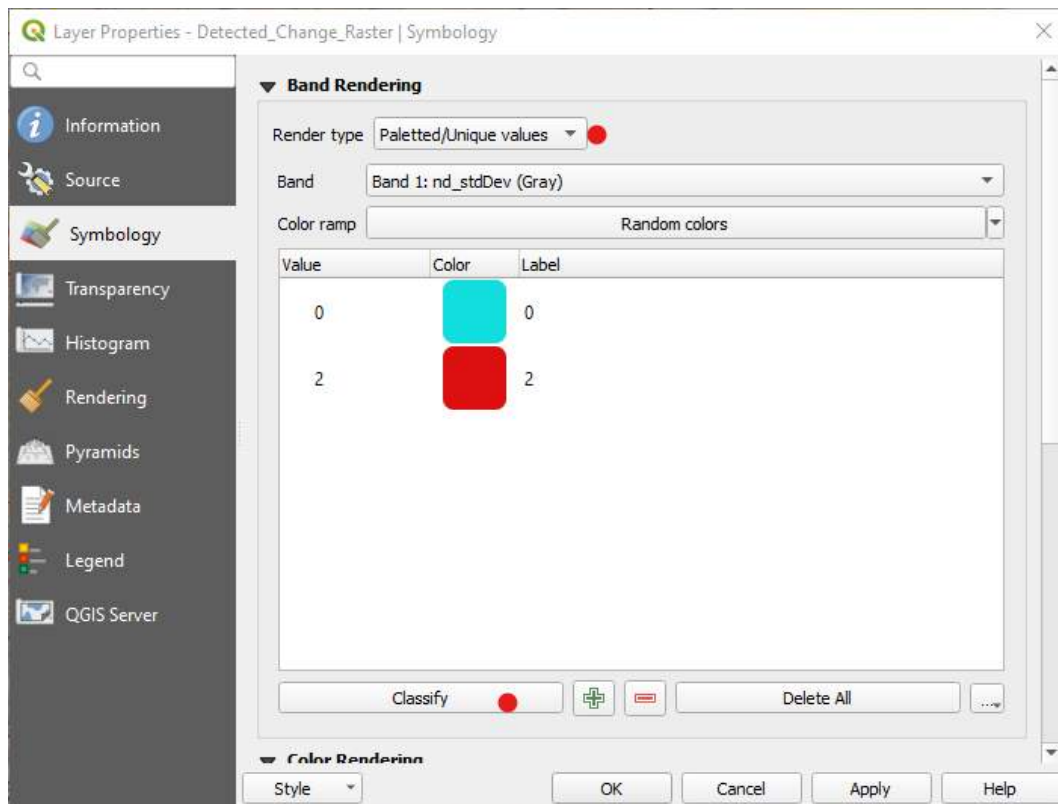 Layer Properties - Detected_Change_Raster | Symbology
Information
Source
Symbology
Transparency
Histogram
Rendering
Pyramids
Metadata
Legend
QGIS Server
Band Rendering
Render type Paletted/Unique values
Band Band 1: nd_stdDev (Gray)
Color ramp Random colors
Value Color Label
0 0
2 2
Classify Delete All ...
Color Rendering
Style OK Cancel Apply Help